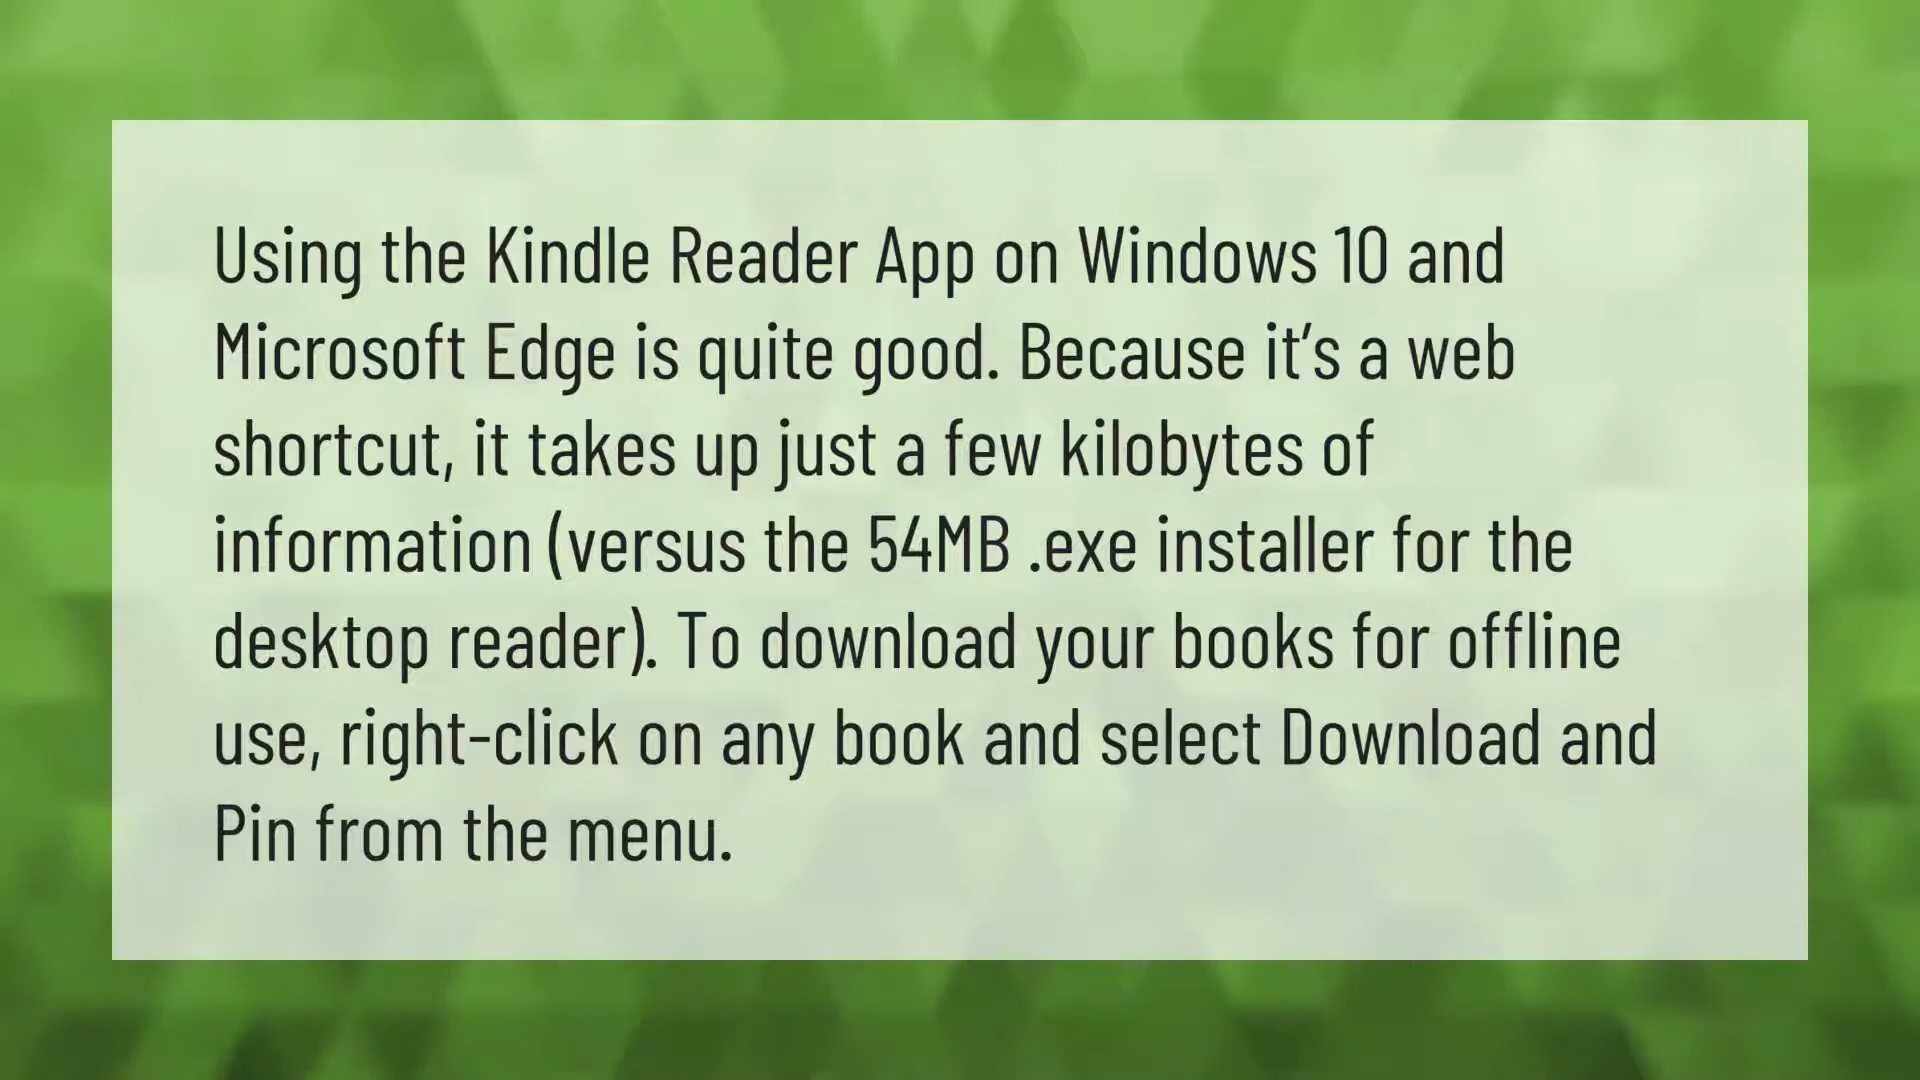 Using the Kindle Reader App on Windows 10 and
Microsoft Edge is quite good. Because it’s a web
shortcut, it takes up just a few kilobytes of
information (versus the 54MB .exe installer for the
desktop reader). To download your books for offline
use, right-click on any book and select Download and
Pin from the menu.